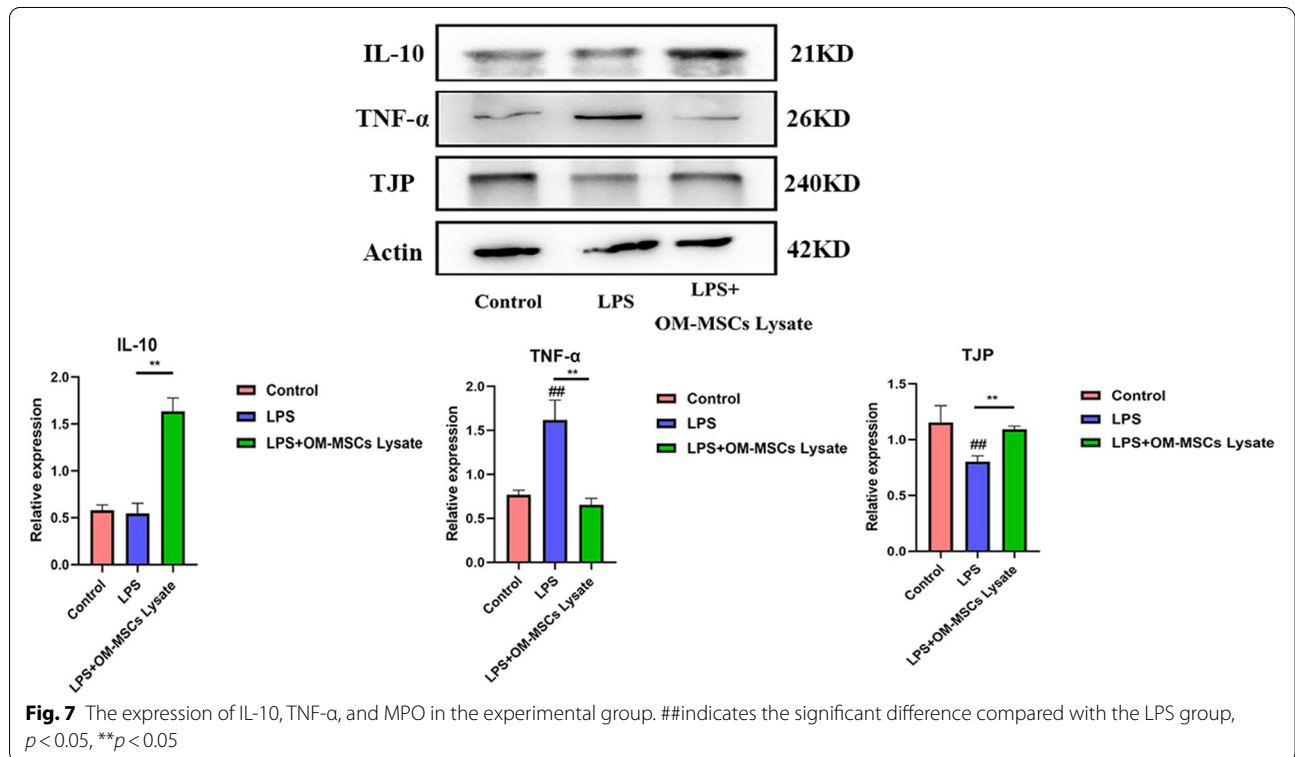 IL-10 21KD
TNF-α 26KD
TJP 240KD
Actin 42KD
Control LPS LPS+
OM-MSCs Lysate
IL-10
**
2.0
1.5
1.0
0.5
0.0
Relative expression
Control
LPS
LPS+OM-MSCs Lysate
Control
LPS
LPS+OM-MSCs Lysate
TNF-α
**
##
2.0
1.5
1.0
0.5
0.0
Relative expression
Control
LPS
LPS+OM-MSCs Lysate
Control
LPS
LPS+OM-MSCs Lysate
TJP
**
##
1.5
1.0
0.5
0.0
Relative expression
Control
LPS
LPS+OM-MSCs Lysate
Control
LPS
LPS+OM-MSCs Lysate
Fig. 7 The expression of IL-10, TNF-α, and MPO in the experimental group. ##indicates the significant difference compared with the LPS group,
p < 0.05, **p < 0.05